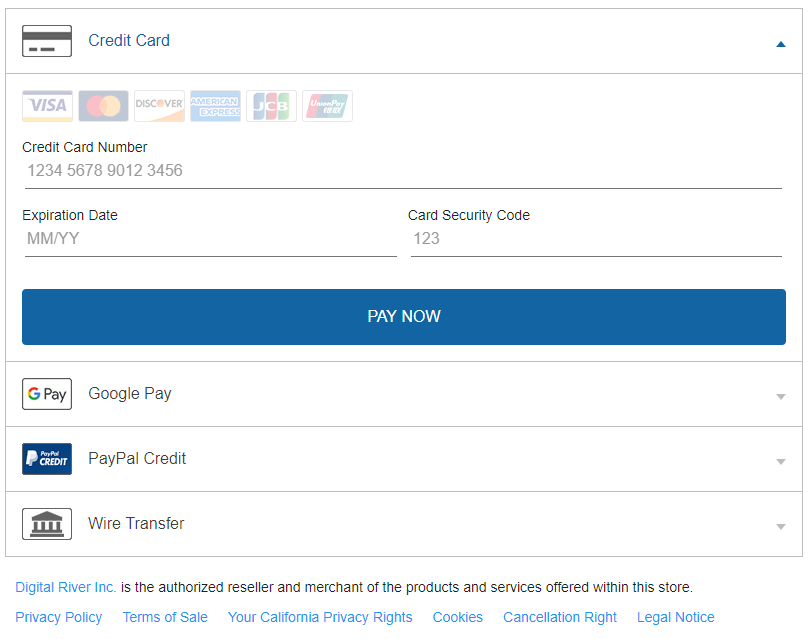 Credit Card
VISA DISCOVER AMERICAN EXPRESS JCB UnionPay 银联
Credit Card Number
1234 5678 9012 3456
Expiration Date Card Security Code
MM/YY 123
PAY NOW
G Pay Google Pay
PayPal CREDIT PayPal Credit
Wire Transfer
Digital River Inc. is the authorized reseller and merchant of the products and services offered within this store.
Privacy Policy Terms of Sale Your California Privacy Rights Cookies Cancellation Right Legal Notice